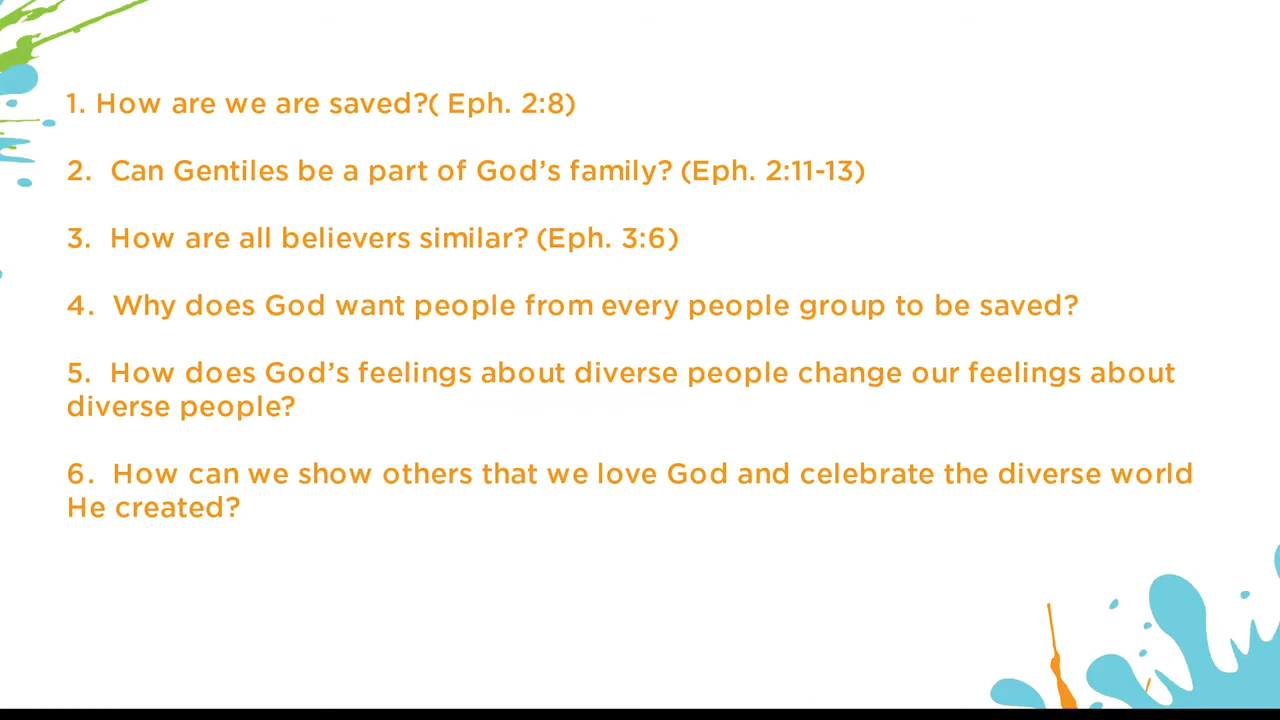 1. How are we are saved?( Eph. 2:8)
2. Can Gentiles be a part of God’s family? (Eph. 2:11-13)
3. How are all believers similar? (Eph. 3:6)
4. Why does God want people from every people group to be saved?
5. How does God’s feelings about diverse people change our feelings about
diverse people?
6. How can we show others that we love God and celebrate the diverse world
He created?